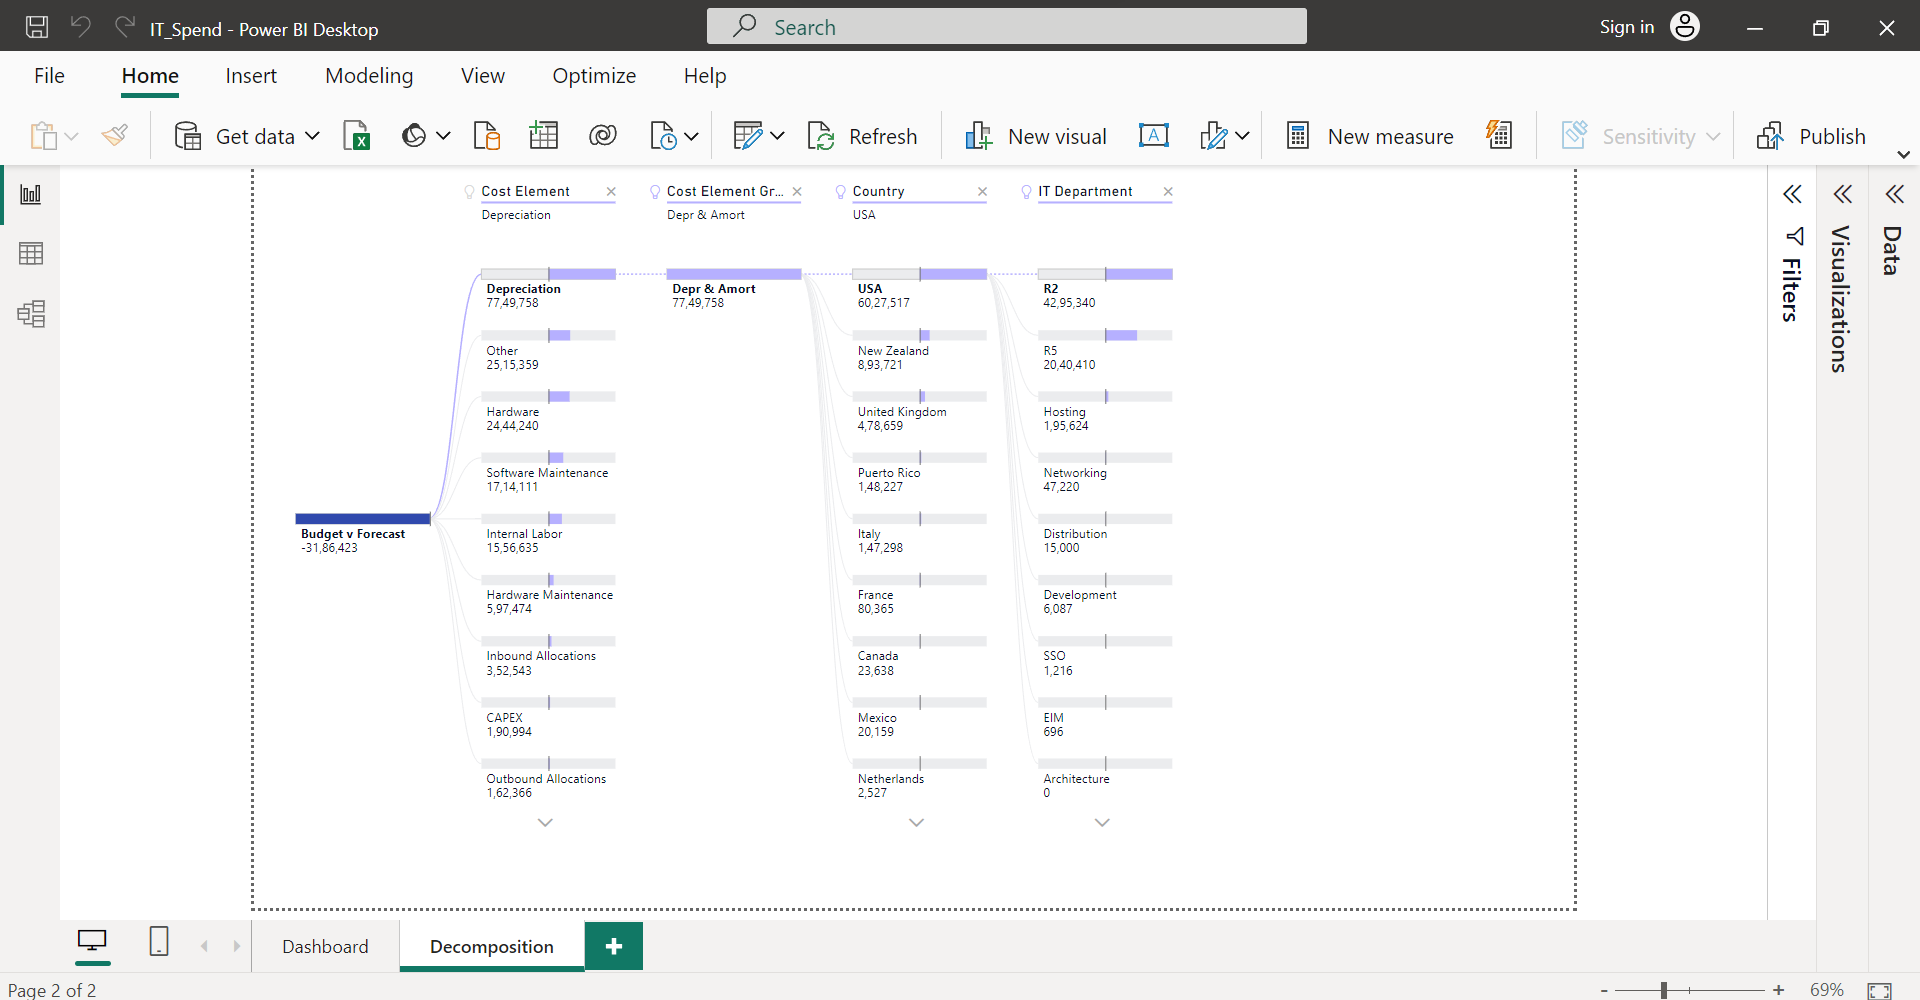 IT_Spend - Power BI Desktop
Search
Sign in
File
Home
Insert
Modeling
View
Optimize
Help
Get data
Refresh
New visual
New measure
Sensitivity
Publish
Cost Element
Depreciation
Cost Element Gr...
Depr & Amort
Country
USA
IT Department
Budget v Forecast
-31,86,423
Depreciation
77,49,758
Other
25,15,359
Hardware
24,44,240
Software Maintenance
17,14,111
Internal Labor
15,56,635
Hardware Maintenance
5,97,474
Inbound Allocations
3,52,543
CAPEX
1,90,994
Outbound Allocations
1,62,366
Depr & Amort
77,49,758
USA
60,27,517
New Zealand
8,93,721
United Kingdom
4,78,659
Puerto Rico
1,48,227
Italy
1,47,298
France
80,365
Canada
23,638
Mexico
20,159
Netherlands
2,527
R2
42,95,340
R5
20,40,410
Hosting
1,95,624
Networking
47,220
Distribution
15,000
Development
6,087
SSO
1,216
EIM
696
Architecture
0
Filters
Visualizations
Data
Dashboard
Decomposition
Page 2 of 2
- + 69%